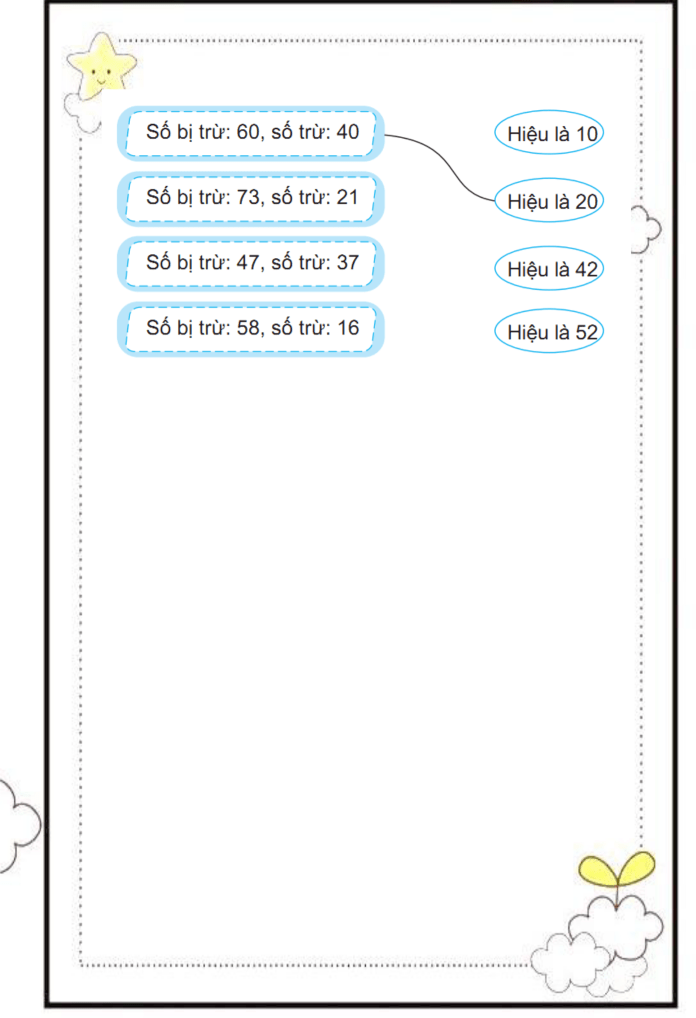 Số bị trừ: 60, số trừ: 40
Hiệu là 10
Số bị trừ: 73, số trừ: 21
Hiệu là 20
Số bị trừ: 47, số trừ: 37
Hiệu là 42
Số bị trừ: 58, số trừ: 16
Hiệu là 52